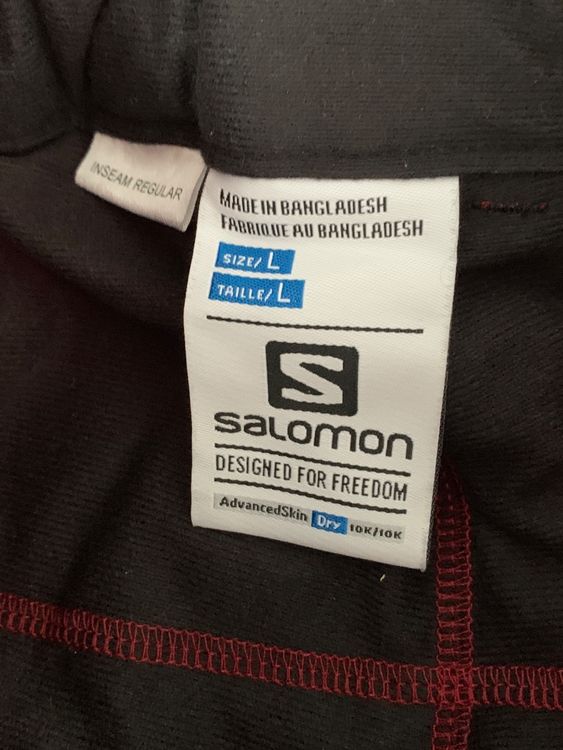 INSEAM REGULAR
MADE IN BANGLADESH
FABRIQUE AU BANGLADESH
SIZE/ L
TAILLE/ L
S
salomon
DESIGNED FOR FREEDOM
AdvancedSkin Dry 10K/10K